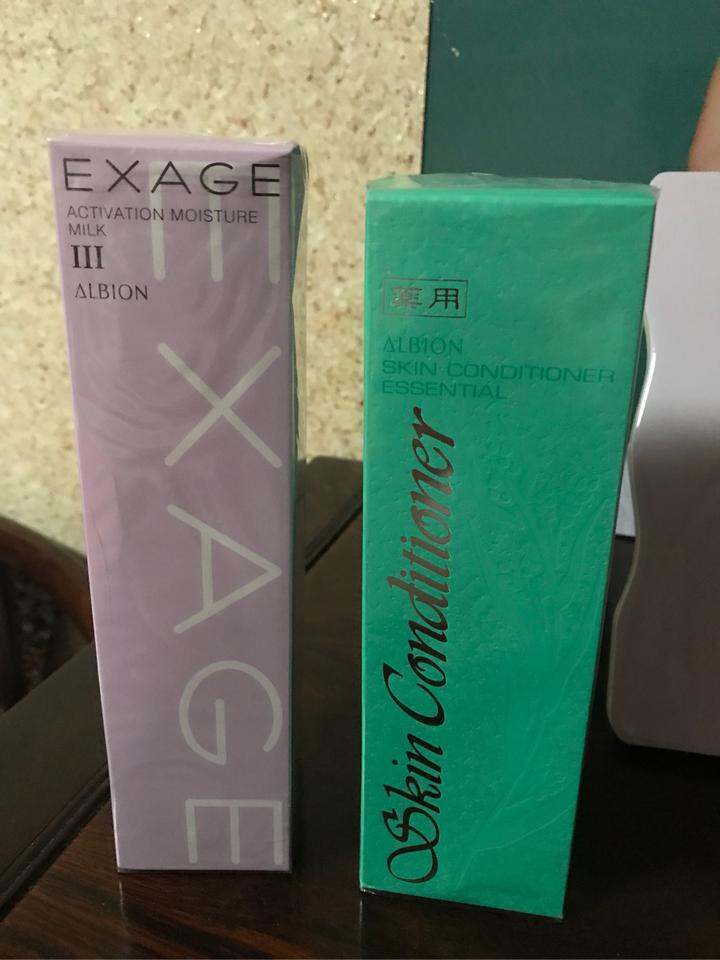 EXAGE
ACTIVATION MOISTURE
MILK
III
ALBION
EXAGE
薬用
ALBION
SKIN CONDITIONER
ESSENTIAL
Skin Conditioner